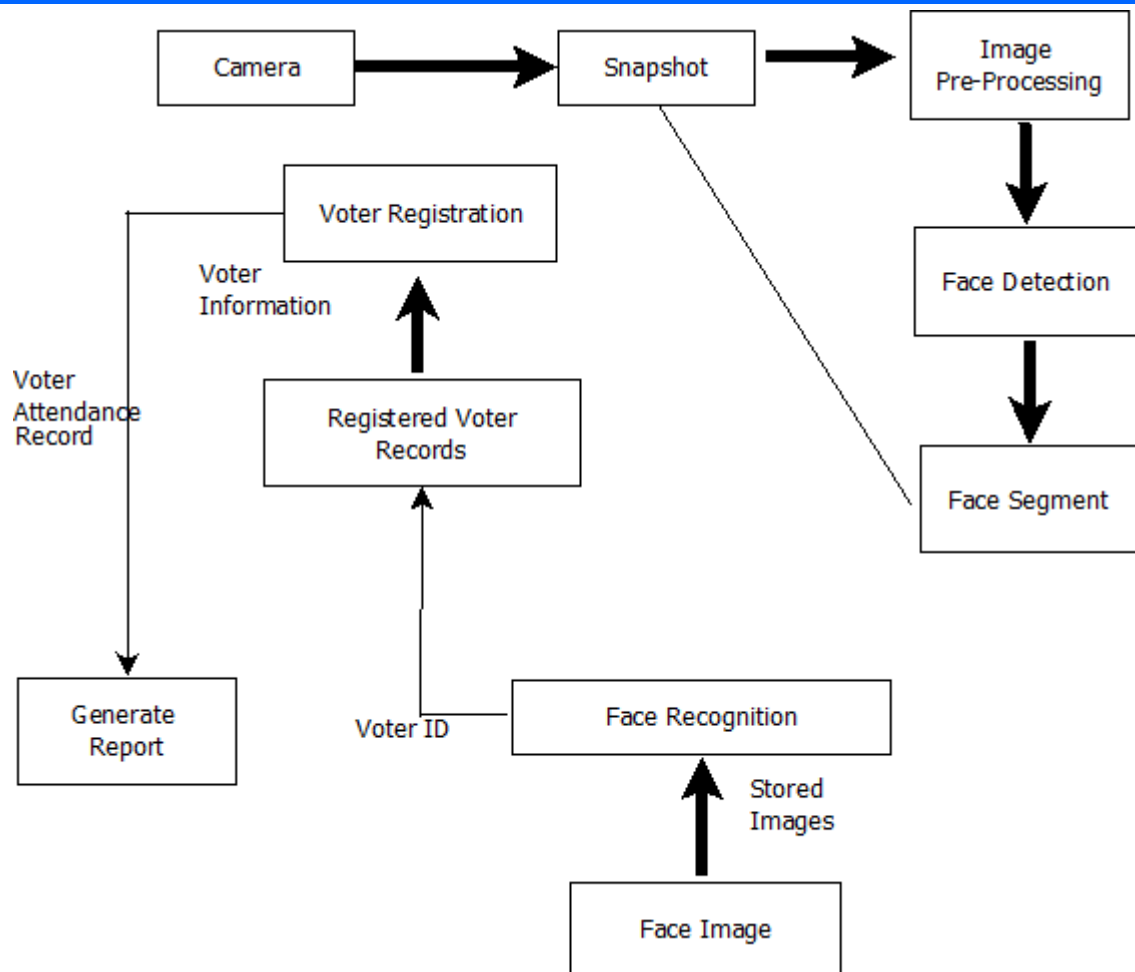 Camera
Snapshot
Image
Pre-Processing
Voter Registration
Voter
Information
Face Detection
Voter
Attendance
Record
Registered Voter
Records
Face Segment
Generate
Report
Voter ID
Face Recognition
Stored
Images
Face Image